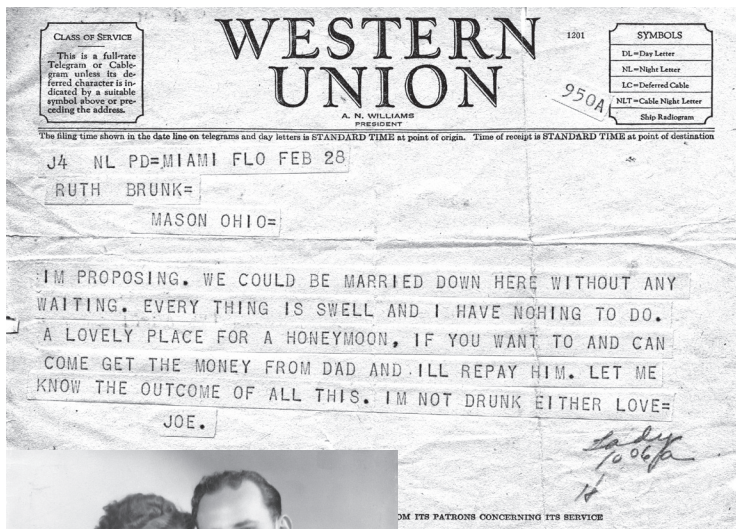 CLASS OF SERVICE
This is a full-rate
Telegram or Cable-
gram unless its de-
ferred character is in-
dicated by a suitable
symbol above or pre-
ceding the address.
WESTERN
UNION
A. N. WILLIAMS
PRESIDENT
1201
950A
SYMBOLS
DL=Day Letter
NL=Night Letter
LC=Deferred Cable
NLT=Cable Night Letter
Ship Radiogram
The filing time shown in the date line on telegrams and day letters is STANDARD TIME at point of origin. Time of receipt is STANDARD TIME at point of destination
J4 NL PD=MIAMI FLO FEB 28
RUTH BRUNK=
MASON OHIO=
IM PROPOSING. WE COULD BE MARRIED DOWN HERE WITHOUT ANY
WAITING. EVERY THING IS SWELL AND I HAVE NOHING TO DO.
A LOVELY PLACE FOR A HONEYMOON, IF YOU WANT TO AND CAN
COME GET THE MONEY FROM DAD AND ILL REPAY HIM. LET ME
KNOW THE OUTCOME OF ALL THIS. IM NOT DRUNK EITHER LOVE=
JOE.
Lady
1006a
OM ITS PATRONS CONCERNING ITS SERVICE